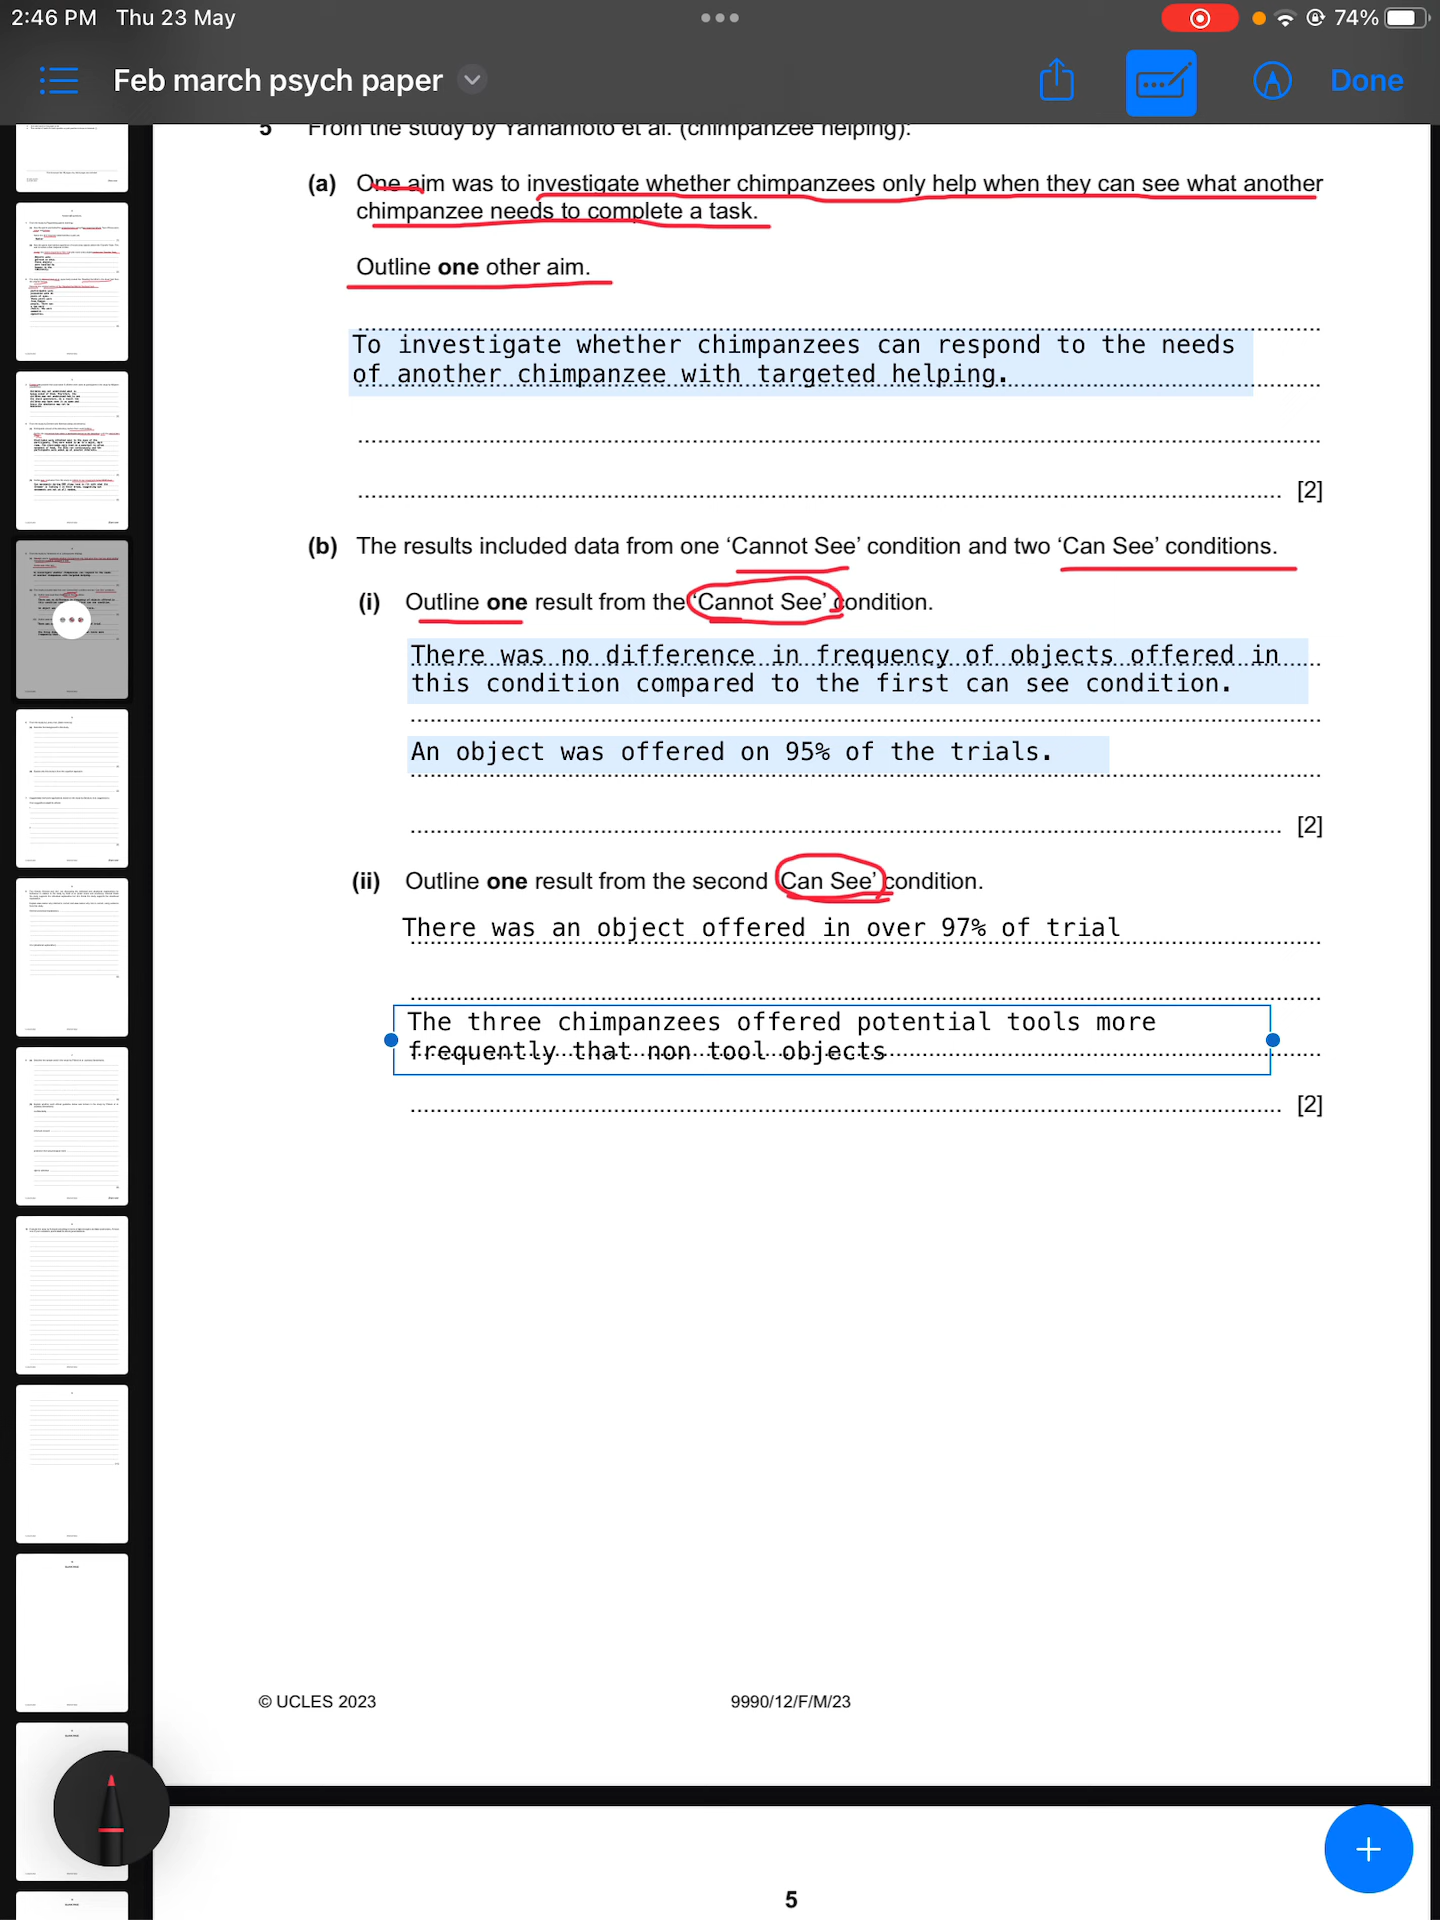 2:46 PM Thu 23 May
74%
Feb march psych paper
Done
5 From the study by Yamamoto et al. (chimpanzee helping):
(a) One aim was to investigate whether chimpanzees only help when they can see what another
chimpanzee needs to complete a task.
Outline one other aim.
To investigate whether chimpanzees can respond to the needs
of another chimpanzee with targeted helping.
[2]
(b) The results included data from one ‘Cannot See’ condition and two ‘Can See’ conditions.
(i) Outline one result from the ‘Cannot See’ condition.
There was no difference in frequency of objects offered in
this condition compared to the first can see condition.
An object was offered on 95% of the trials.
[2]
(ii) Outline one result from the second ‘Can See’ condition.
There was an object offered in over 97% of trial
The three chimpanzees offered potential tools more
frequently that non tool objects
[2]
© UCLES 2023
9990/12/F/M/23
5